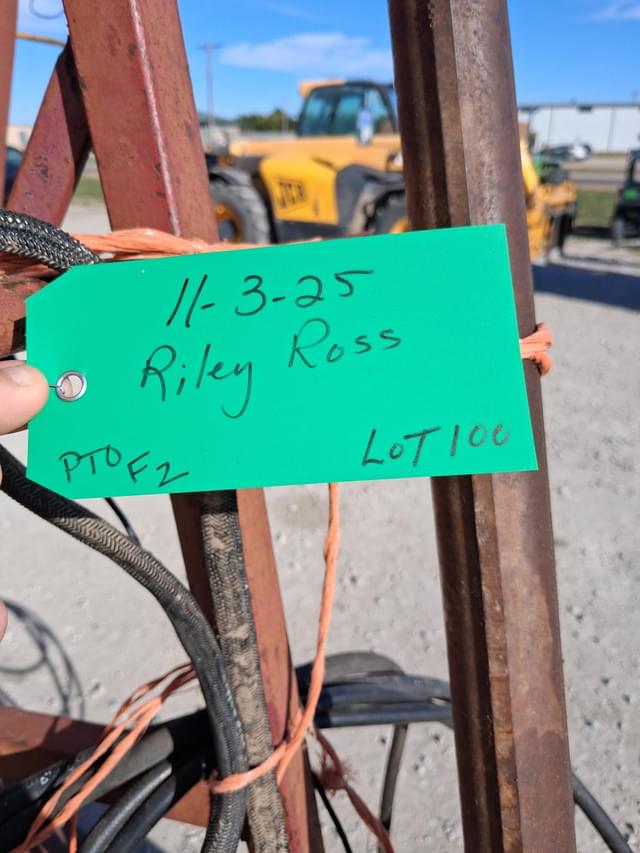 JCB
11-3-25
Riley Ross
PTO F2
LOT 100